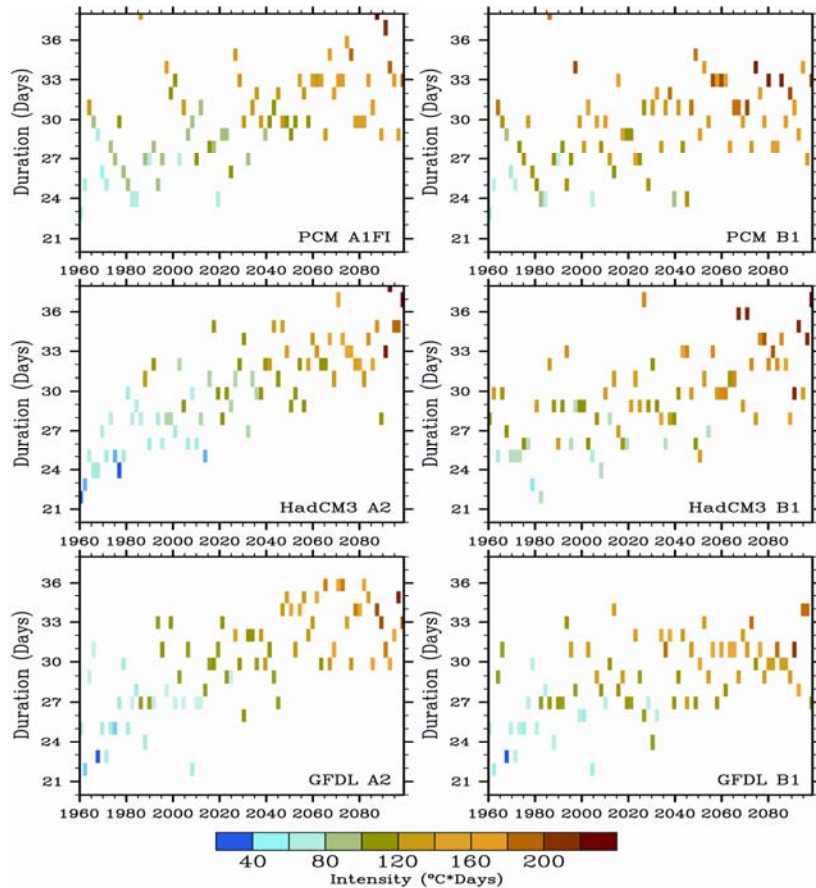 36
33
30
27
24
21
Duration (Days)
PCM A1FI
1960 1980 2000 2020 2040 2060 2080
36
33
30
27
24
21
Duration (Days)
PCM B1
1960 1980 2000 2020 2040 2060 2080
36
33
30
27
24
21
Duration (Days)
HadCM3 A2
1960 1980 2000 2020 2040 2060 2080
36
33
30
27
24
21
Duration (Days)
HadCM3 B1
1960 1980 2000 2020 2040 2060 2080
36
33
30
27
24
21
Duration (Days)
GFDL A2
1960 1980 2000 2020 2040 2060 2080
36
33
30
27
24
21
Duration (Days)
GFDL B1
1960 1980 2000 2020 2040 2060 2080
40 80 120 160 200
Intensity (°C*Days)